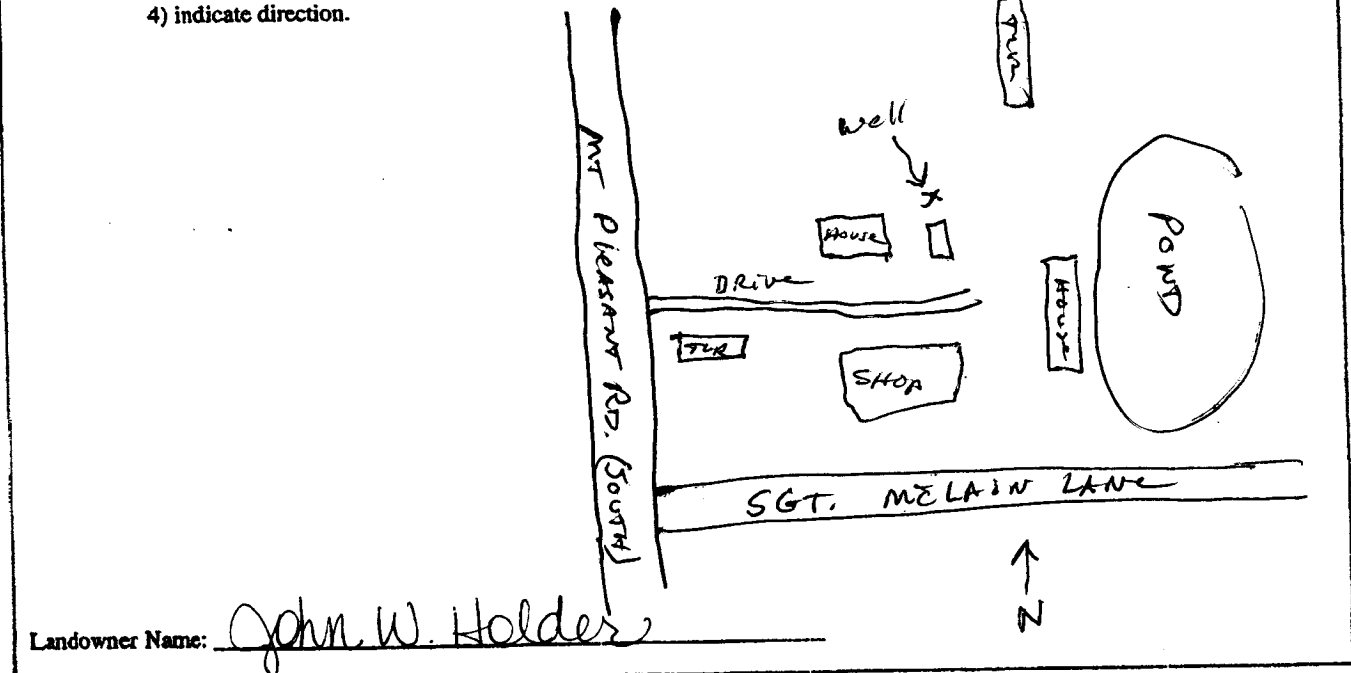 4) indicate direction.
TLR
well
House
DRIVE
House
POND
TLR
SHOP
MT PLEASANT RD. (SOUTH)
SGT. MCLAIN LANE
N
Landowner Name: John W. Holder